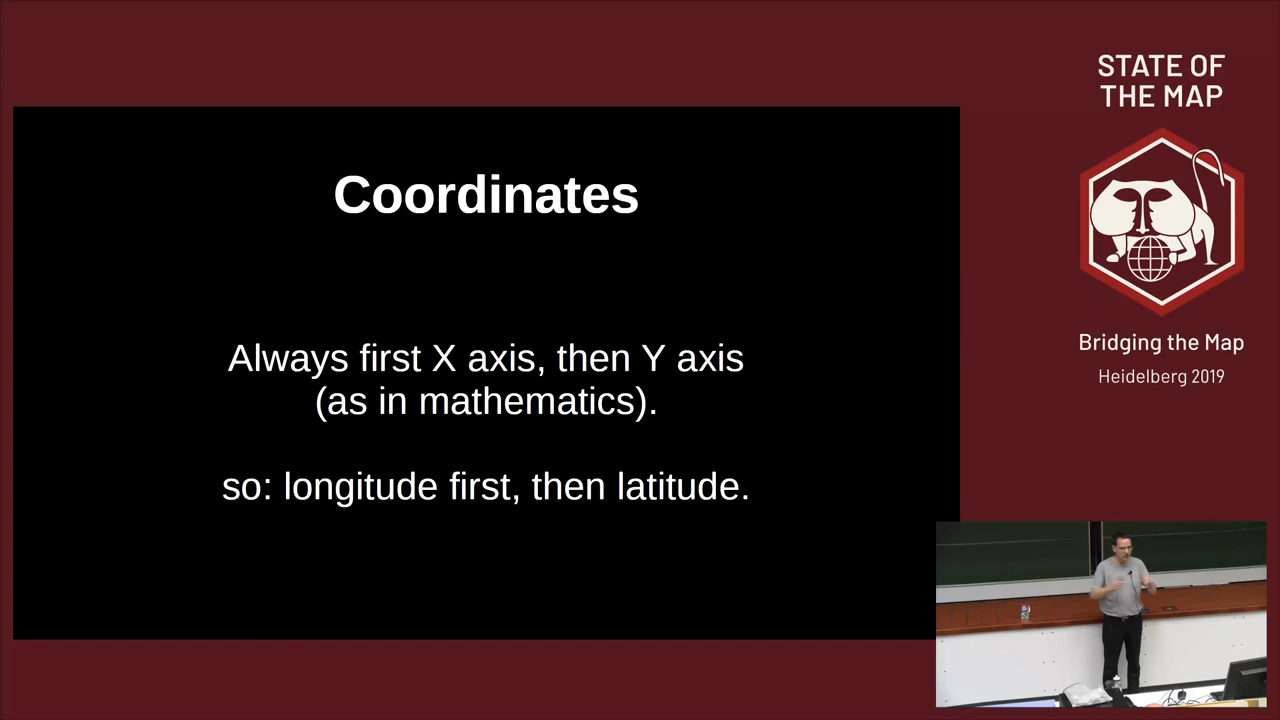 Coordinates
Always first X axis, then Y axis
(as in mathematics).
so: longitude first, then latitude.
STATE OF
THE MAP
Bridging the Map
Heidelberg 2019